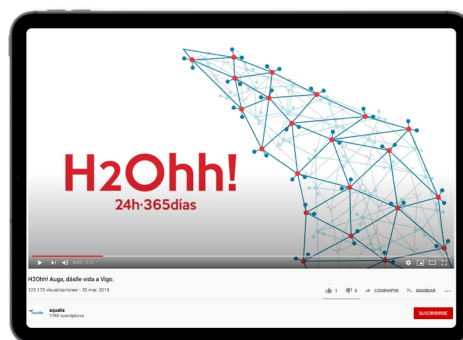 H2Ohh!
24h·365días
H2Ohh! Auga, dáslle vida a Vigo.
125.172 visualizaciones • 20 mar. 2019
1
0
COMPARTIR
GUARDAR
aqualia
aqualia
1760 suscriptores
SUSCRIBIRSE